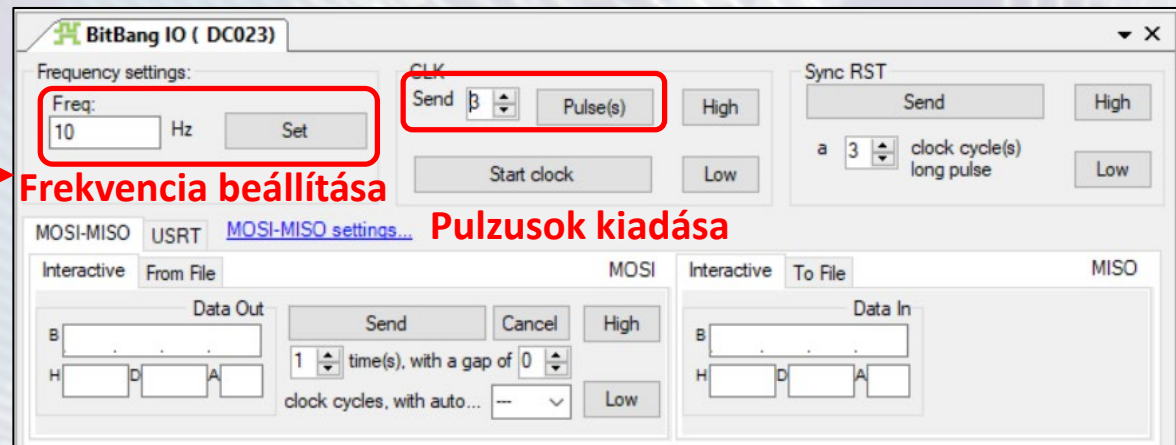 BitBang IO ( DC023)
Frequency settings:
Freq:
10 Hz Set
Frekvencia beállítása
CLK
Send 3 Pulse(s) High
Start clock Low
Pulzusok kiadása
Sync RST
Send High
a 3 clock cycle(s)
long pulse
Low
MOSI-MISO USRT MOSI-MISO settings...
Interactive From File MOSI
Data Out
B . . . .
H D A
Send Cancel High
1 time(s), with a gap of 0
clock cycles, with auto... --- Low
Interactive To File MISO
Data In
B . . . .
H D A